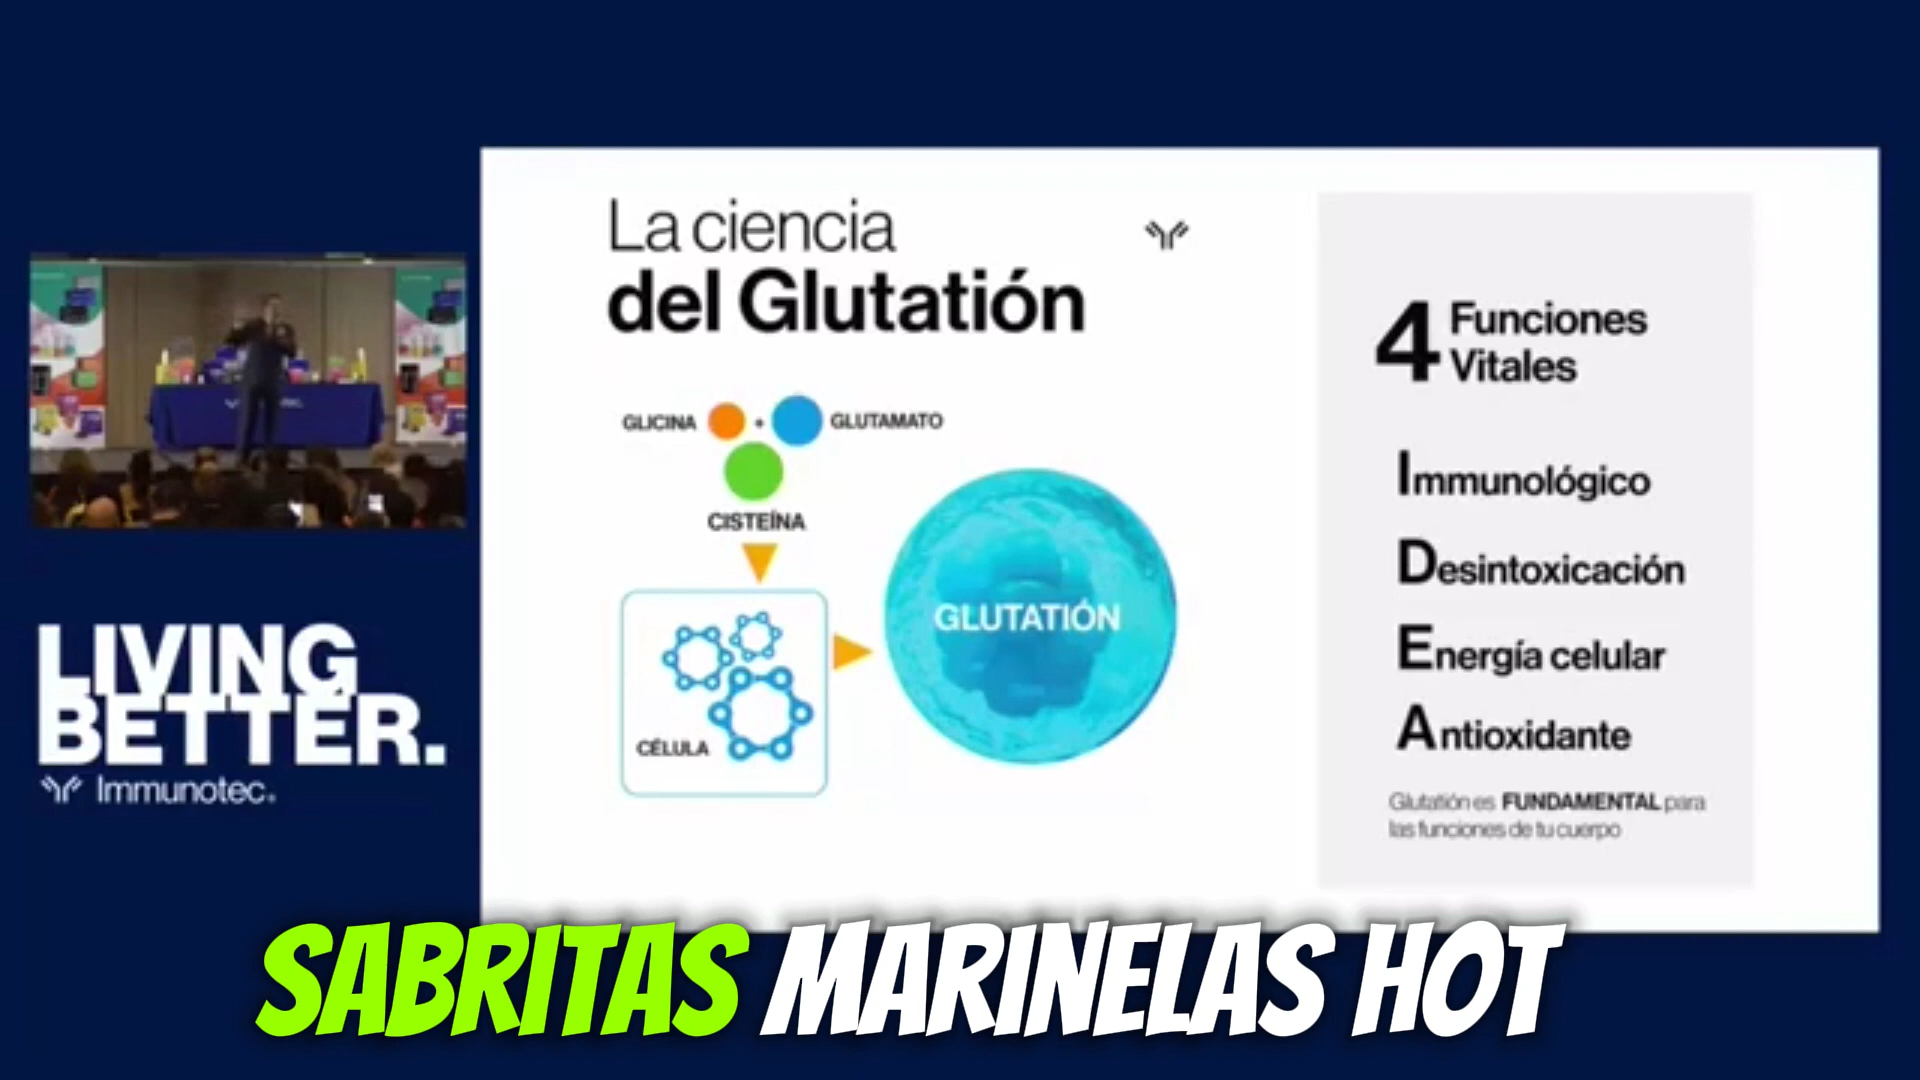 La ciencia
del Glutatión
GLICINA + GLUTAMATO
CISTEÍNA
CÉLULA
GLUTATIÓN
4 Funciones
Vitales
Immunológico
Desintoxicación
Energía celular
Antioxidante
Glutatión es FUNDAMENTAL para
las funciones de tu cuerpo
LIVING
BETTER.
Immunotec.
SABRITAS MARINELAS HOT